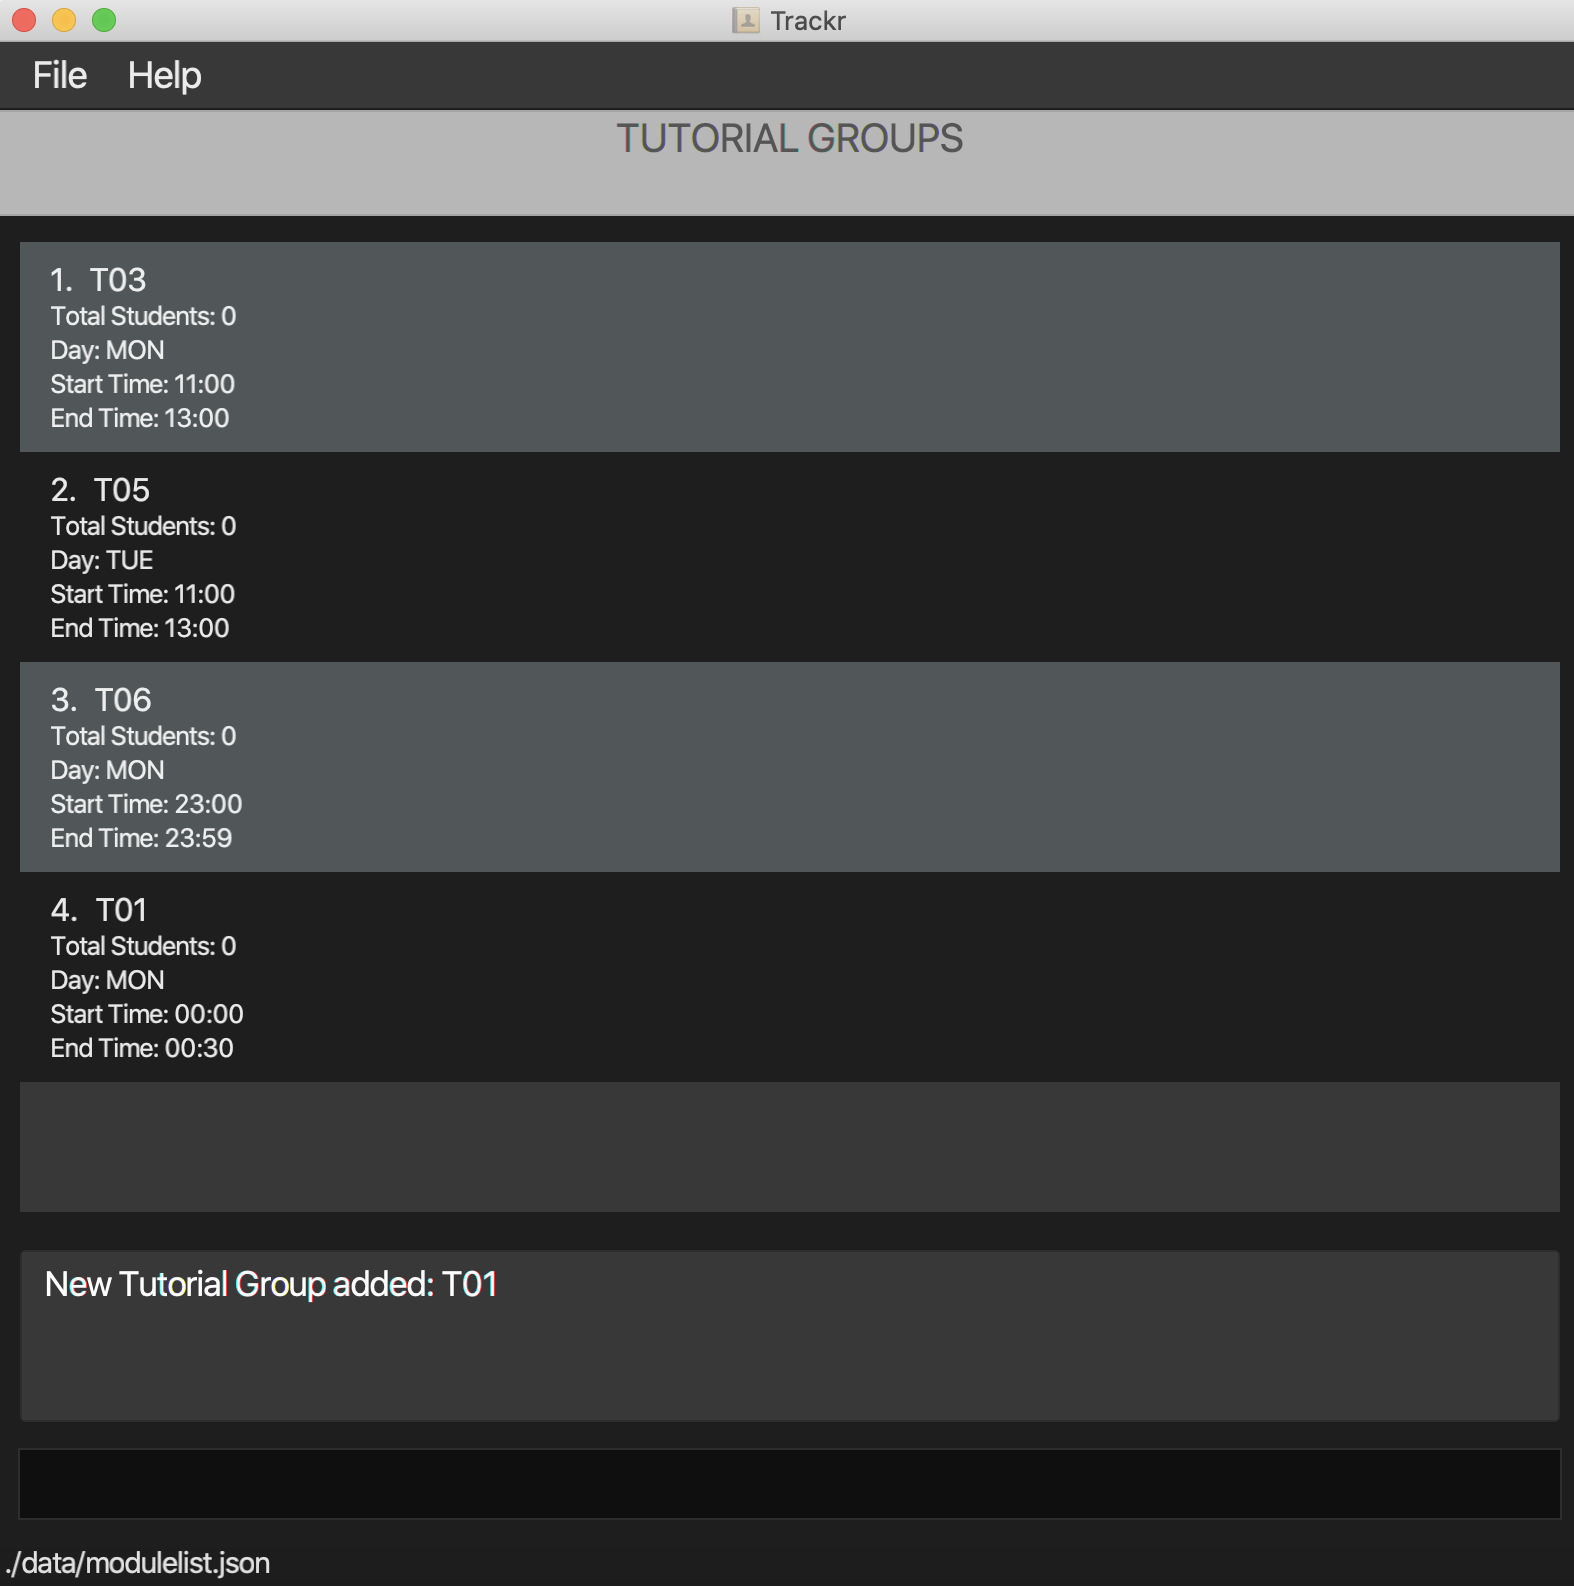 Trackr
File Help
TUTORIAL GROUPS
1. T03
Total Students: 0
Day: MON
Start Time: 11:00
End Time: 13:00
2. T05
Total Students: 0
Day: TUE
Start Time: 11:00
End Time: 13:00
3. T06
Total Students: 0
Day: MON
Start Time: 23:00
End Time: 23:59
4. T01
Total Students: 0
Day: MON
Start Time: 00:00
End Time: 00:30
New Tutorial Group added: T01
./data/modulelist.json